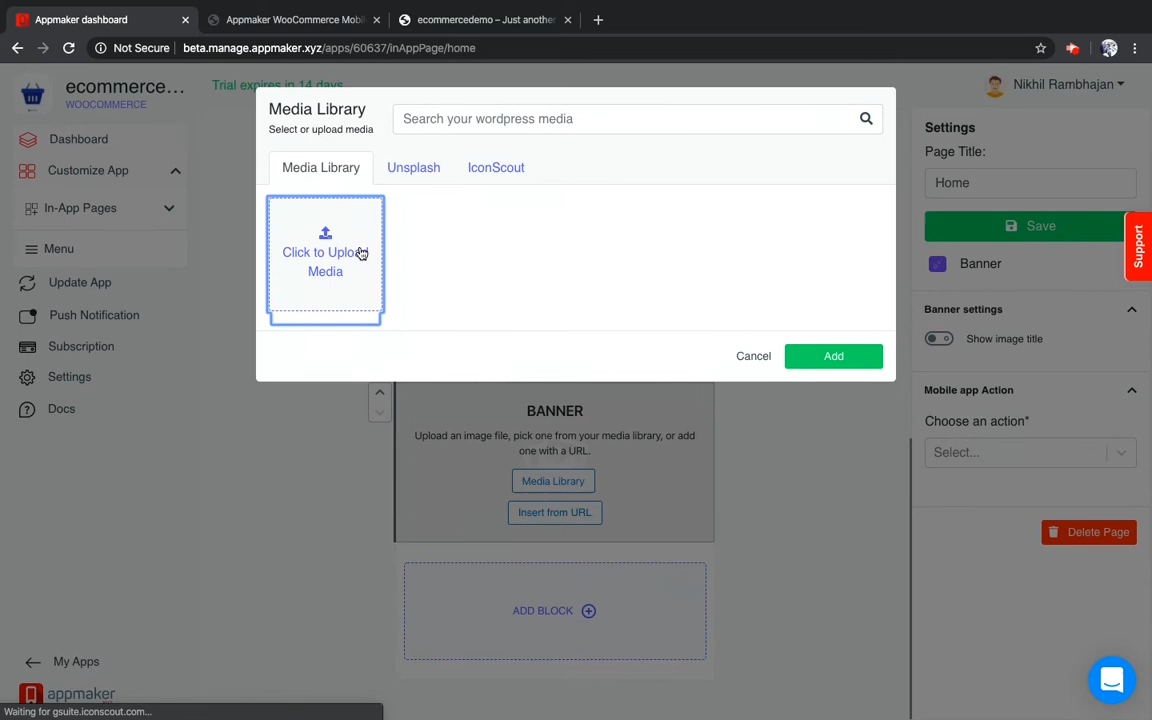 Appmaker dashboard
Appmaker WooCommerce Mobil
ecommercedemo – Just another
Not Secure
beta.manage.appmaker.xyz/apps/60637/inAppPage/home
ecommerce...
WOOCOMMERCE
Trial expires in 14 days
Nikhil Rambhajan
Dashboard
Customize App
In-App Pages
Menu
Update App
Push Notification
Subscription
Settings
Docs
My Apps
appmaker
Waiting for gsuite.iconscout.com...
Media Library
Select or upload media
Search your wordpress media
Media Library
Unsplash
IconScout
Click to Upload
Media
Cancel
Add
BANNER
Upload an image file, pick one from your media library, or add
one with a URL.
Media Library
Insert from URL
ADD BLOCK
Settings
Page Title:
Home
Save
Support
Banner
Banner settings
Show image title
Mobile app Action
Choose an action*
Select...
Delete Page